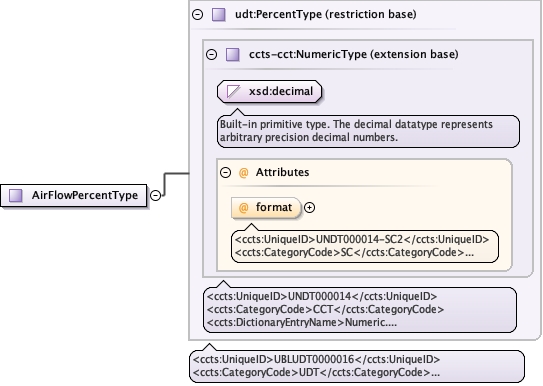 udt:PercentType (restriction base)
ccts-cct:NumericType (extension base)
xsd:decimal
Built-in primitive type. The decimal datatype represents
arbitrary precision decimal numbers.
@ Attributes
AirFlowPercentType
@ format
<ccts:UniqueID>UNDT000014-SC2</ccts:UniqueID>
<ccts:CategoryCode>SC</ccts:CategoryCode>...
<ccts:UniqueID>UNDT000014</ccts:UniqueID>
<ccts:CategoryCode>CCT</ccts:CategoryCode>
<ccts:DictionaryEntryName>Numeric....
<ccts:UniqueID>UBLUDT0000016</ccts:UniqueID>
<ccts:CategoryCode>UDT</ccts:CategoryCode>...